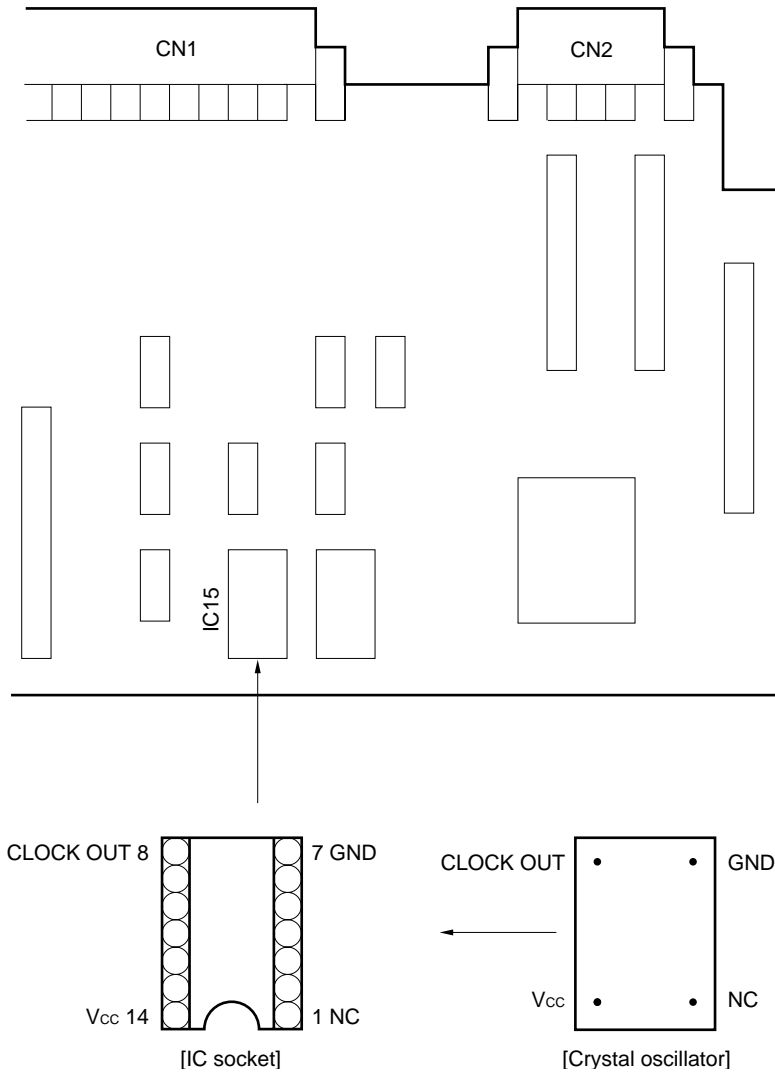 CN1
CN2
IC15
CLOCK OUT 8
7 GND
CLOCK OUT
GND
Vcc 14
1 NC
Vcc
NC
[IC socket]
[Crystal oscillator]